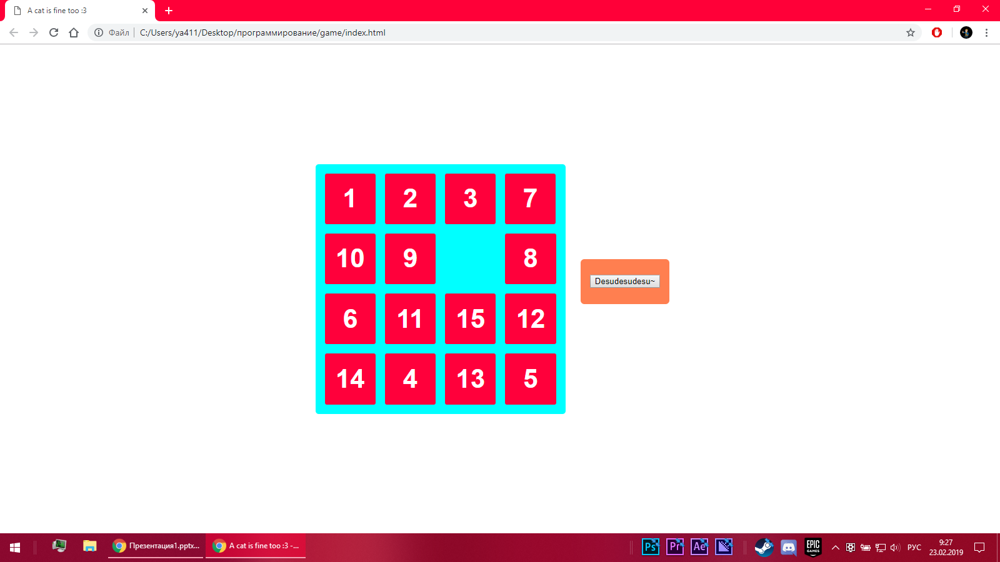 A cat is fine too :3
Файл C:/Users/ya411/Desktop/программирование/game/index.html
1 2 3 7
10 9 8
6 11 15 12
14 4 13 5
Desudesudesu~
Презентация1.pptx...
A cat is fine too :3 -...
Ps Pr Ae
EPIC
GAMES
РУС
9:27
23.02.2019